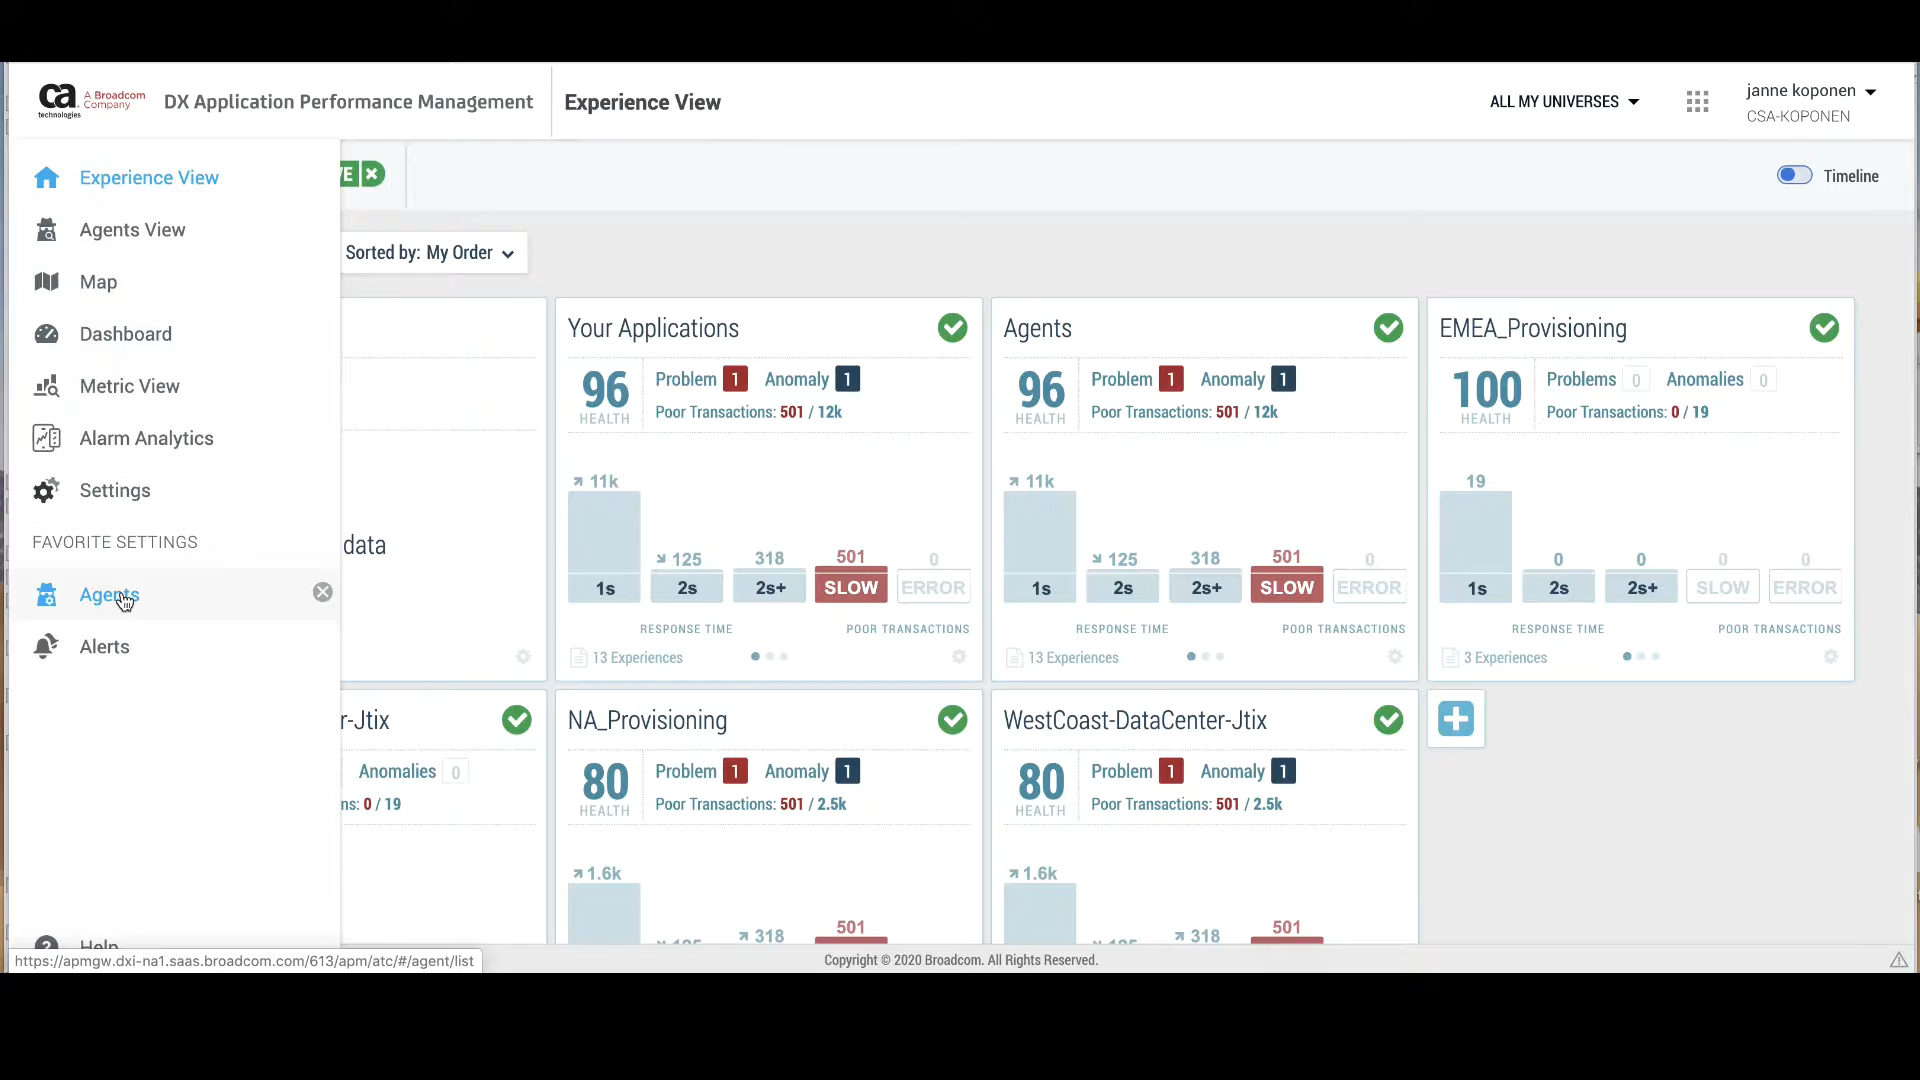 ca technologies
A Broadcom Company
DX Application Performance Management
Experience View
ALL MY UNIVERSES
janne koponen
CSA-KOPONEN
Experience View
Agents View
Map
Dashboard
Metric View
Alarm Analytics
Settings
FAVORITE SETTINGS
Agents
Alerts
Help
https://apmgw.dxi-na1.saas.broadcom.com/613/apm/atc/#/agent/list
E
Timeline
Sorted by: My Order
data
Your Applications
96
HEALTH
Problem 1 Anomaly 1
Poor Transactions: 501 / 12k
11k
125 318 501 0
1s 2s 2s+ SLOW ERROR
RESPONSE TIME POOR TRANSACTIONS
13 Experiences
Agents
96
HEALTH
Problem 1 Anomaly 1
Poor Transactions: 501 / 12k
11k
125 318 501 0
1s 2s 2s+ SLOW ERROR
RESPONSE TIME POOR TRANSACTIONS
13 Experiences
EMEA_Provisioning
100
HEALTH
Problems 0 Anomalies 0
Poor Transactions: 0 / 19
19
0 0 0 0
1s 2s 2s+ SLOW ERROR
RESPONSE TIME POOR TRANSACTIONS
3 Experiences
r-Jtix
Anomalies 0
ns: 0 / 19
NA_Provisioning
80
HEALTH
Problem 1 Anomaly 1
Poor Transactions: 501 / 2.5k
1.6k
318 501
WestCoast-DataCenter-Jtix
80
HEALTH
Problem 1 Anomaly 1
Poor Transactions: 501 / 2.5k
1.6k
318 501
Copyright © 2020 Broadcom. All Rights Reserved.